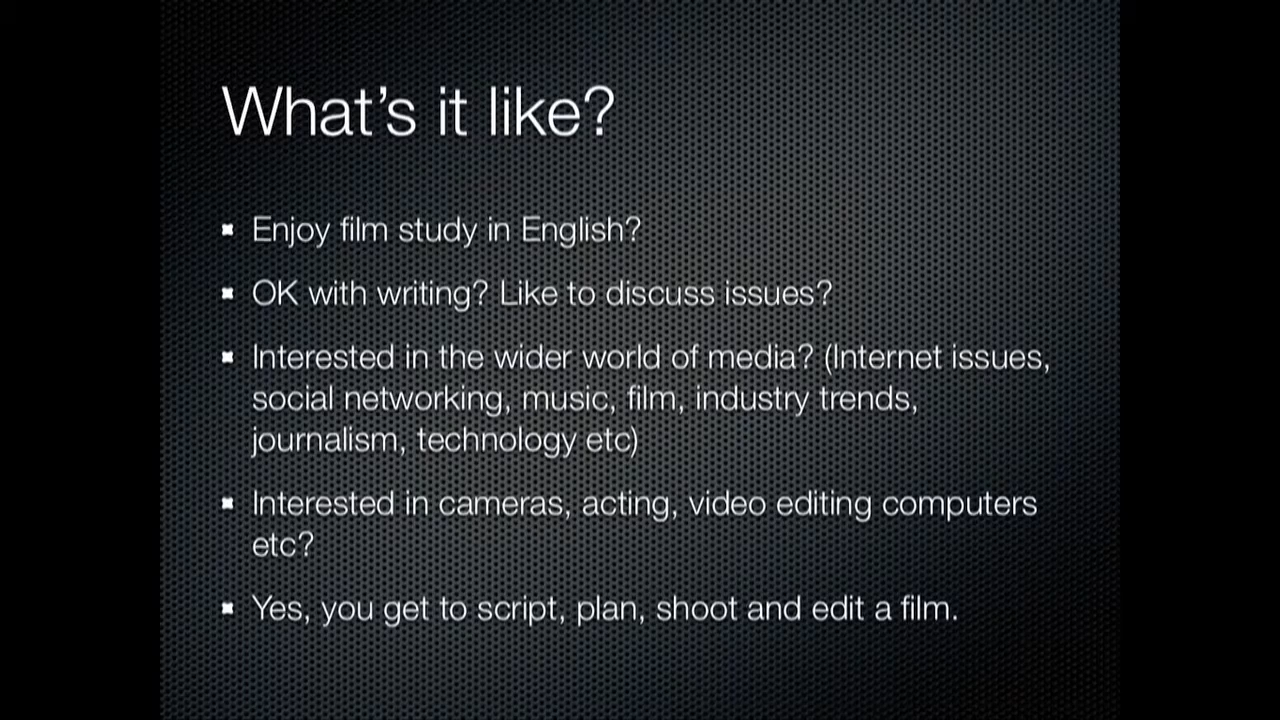 What's it like?
Enjoy film study in English?
OK with writing? Like to discuss issues?
Interested in the wider world of media? (Internet issues,
social networking, music, film, industry trends,
journalism, technology etc)
Interested in cameras, acting, video editing computers
etc?
Yes, you get to script, plan, shoot and edit a film.